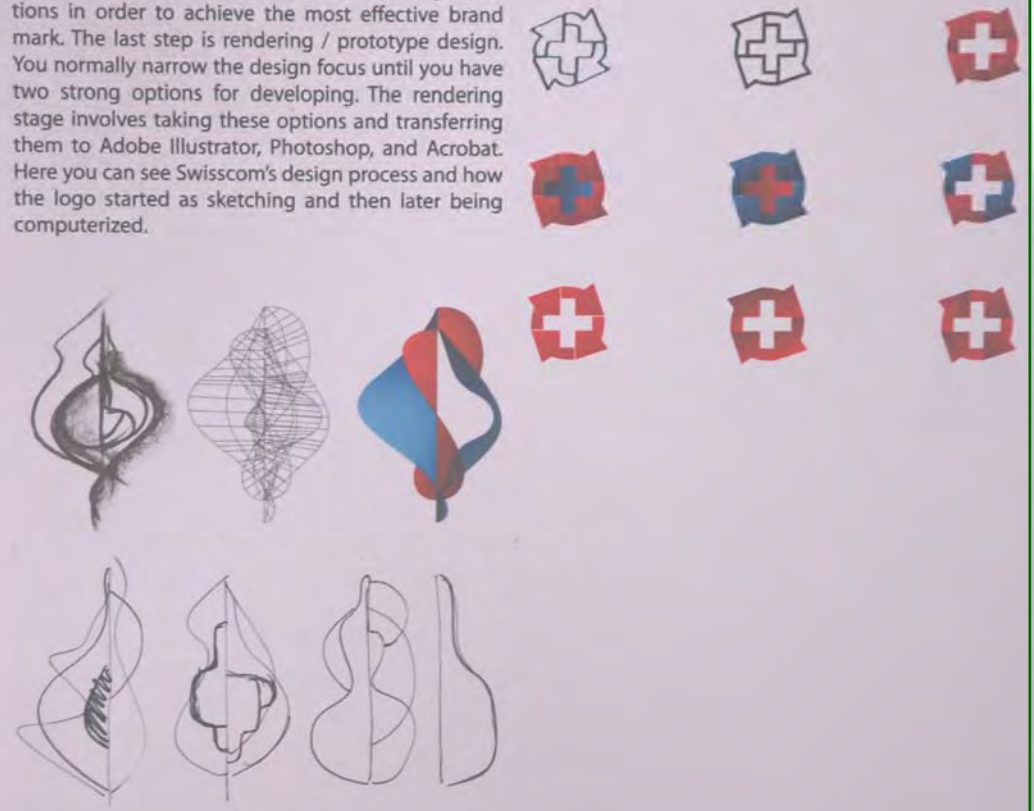 tions in order to achieve the most effective brand
mark. The last step is rendering / prototype design.
You normally narrow the design focus until you have
two strong options for developing. The rendering
stage involves taking these options and transferring
them to Adobe Illustrator, Photoshop, and Acrobat.
Here you can see Swisscom's design process and how
the logo started as sketching and then later being
computerized.